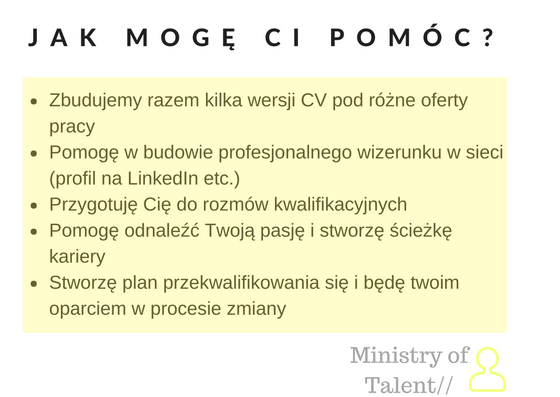 JAK MOGĘ CI POMÓC?
• Zbudujemy razem kilka wersji CV pod różne oferty
pracy
• Pomogę w budowie profesjonalnego wizerunku w sieci
(profil na LinkedIn etc.)
• Przygotuję Cię do rozmów kwalifikacyjnych
• Pomogę odnaleźć Twoją pasję i stworzę ścieżkę
kariery
• Stworzę plan przekwalifikowania się i będę twoim
oparciem w procesie zmiany
Ministry of
Talent//